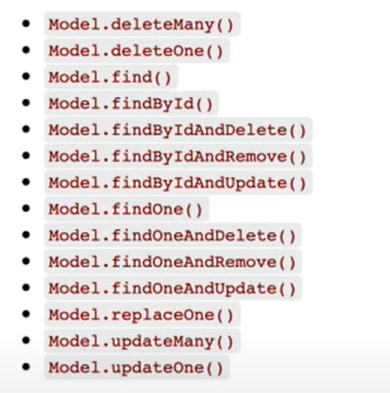 Model.deleteMany()
Model.deleteOne()
Model.find()
Model.findById()
Model.findByIdAndDelete()
Model.findByIdAndRemove()
Model.findByIdAndUpdate()
Model.findOne()
Model.findOneAndDelete()
Model.findOneAndRemove()
Model.findOneAndUpdate()
Model.replaceOne()
Model.updateMany()
Model.updateOne()